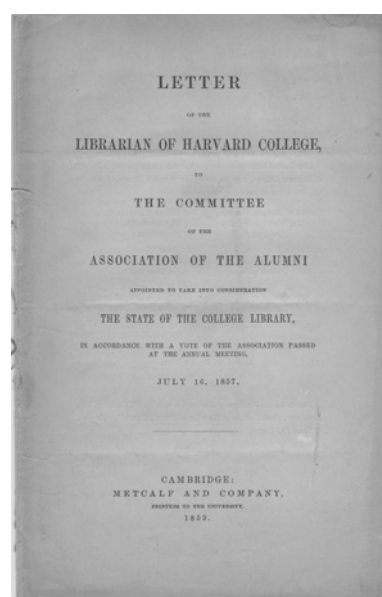 LETTER
OF THE
LIBRARIAN OF HARVARD COLLEGE,
TO
THE COMMITTEE
OF THE
ASSOCIATION OF THE ALUMNI
APPOINTED TO TAKE INTO CONSIDERATION
THE STATE OF THE COLLEGE LIBRARY,
IN ACCORDANCE WITH A VOTE OF THE ASSOCIATION PASSED
AT THE ANNUAL MEETING,
JULY 16, 1857.
CAMBRIDGE:
METCALF AND COMPANY,
PRINTERS TO THE UNIVERSITY.
1859.